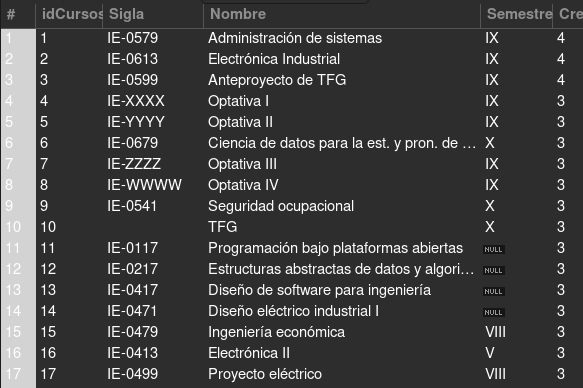 # idCursos Sigla Nombre Semestre Cre
1 1 IE-0579 Administración de sistemas IX 4
2 2 IE-0613 Electrónica Industrial IX 4
3 3 IE-0599 Anteproyecto de TFG IX 4
4 4 IE-XXXX Optativa I IX 3
5 5 IE-YYYY Optativa II IX 3
6 6 IE-0679 Ciencia de datos para la est. y pron. de ... X 3
7 7 IE-ZZZZ Optativa III IX 3
8 8 IE-WWWW Optativa IV IX 3
9 9 IE-0541 Seguridad ocupacional X 3
10 10 TFG X 3
11 11 IE-0117 Programación bajo plataformas abiertas NULL 3
12 12 IE-0217 Estructuras abstractas de datos y algori... NULL 3
13 13 IE-0417 Diseño de software para ingeniería NULL 3
14 14 IE-0471 Diseño eléctrico industrial I NULL 3
15 15 IE-0479 Ingeniería económica VIII 3
16 16 IE-0413 Electrónica II V 3
17 17 IE-0499 Proyecto eléctrico VIII 3